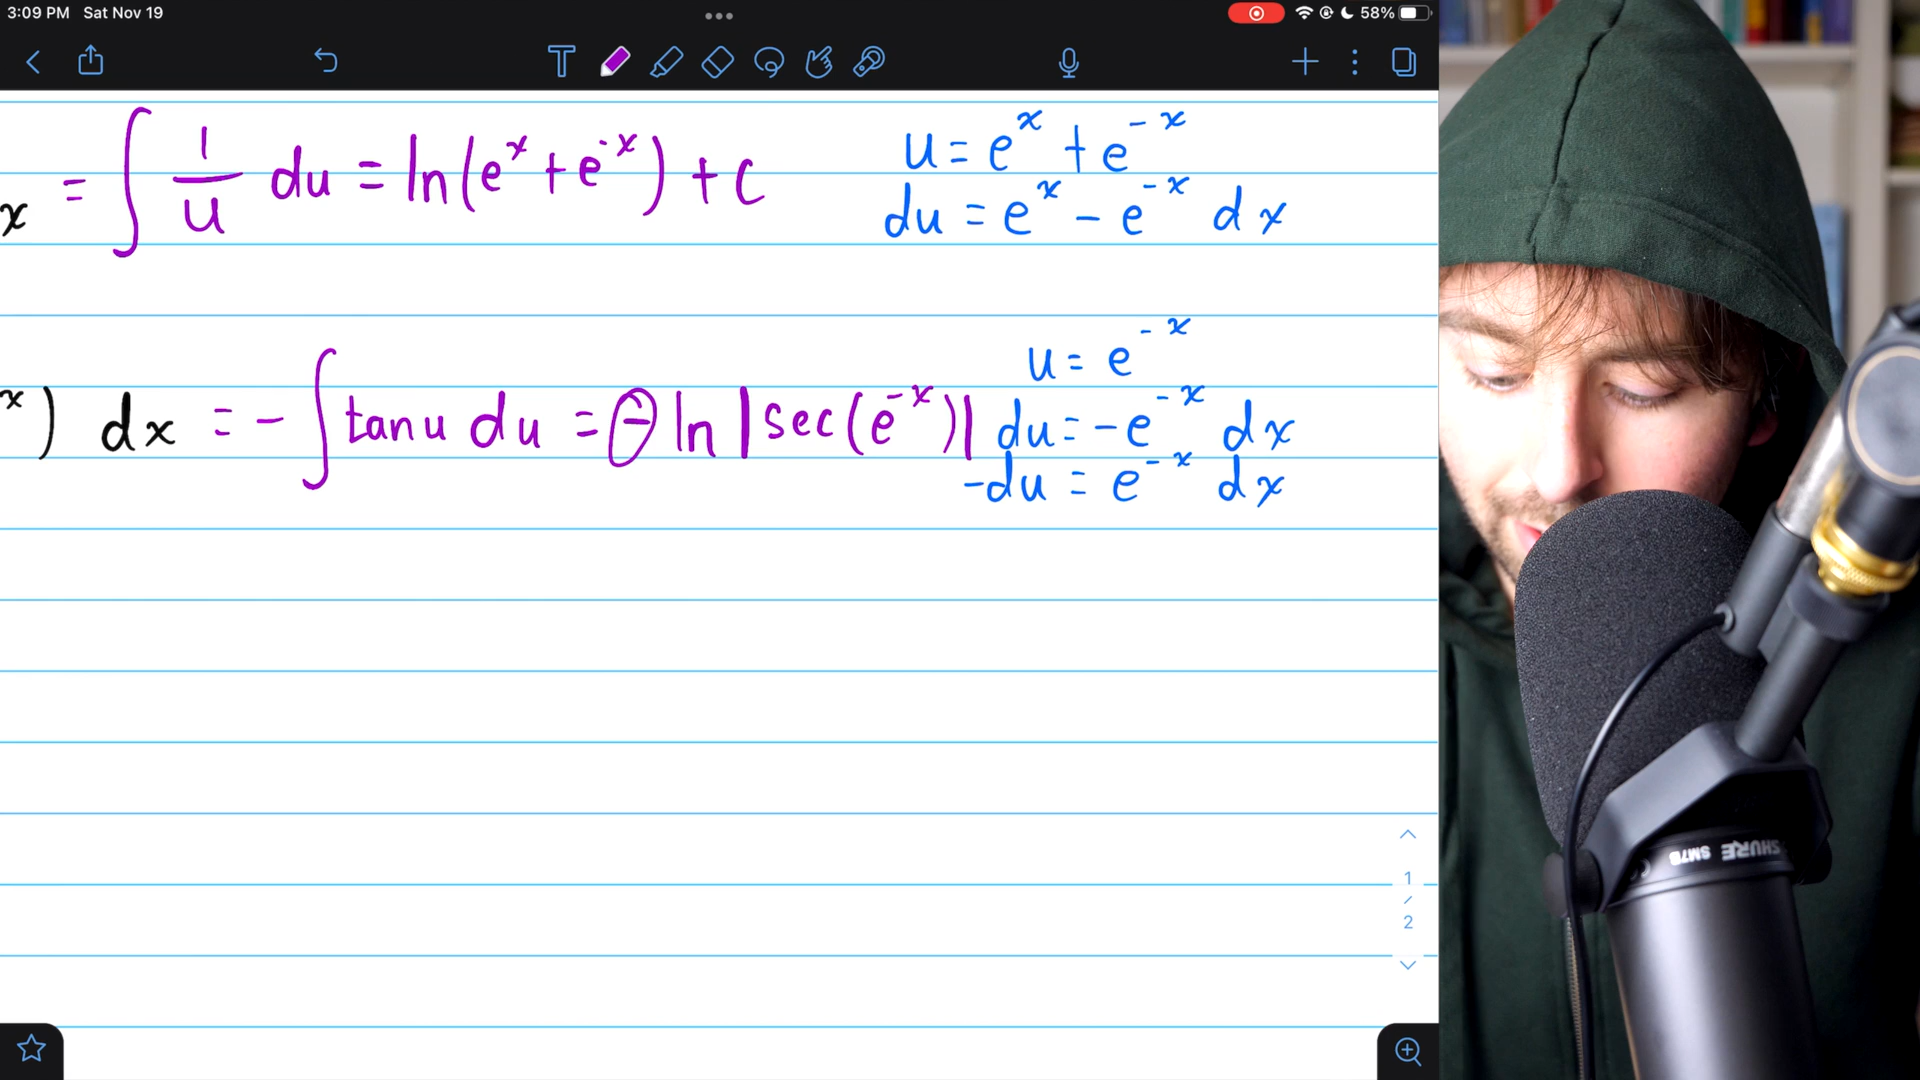 3:09 PM Sat Nov 19
58%
x = ∫ 1/u du = ln(e^x + e^-x) + c
u = e^x + e^-x
du = e^x - e^-x dx
u = e^-x
x) dx = - ∫ tan u du = - ln |sec(e^-x)|
du = -e^-x dx
-du = e^-x dx
1
/
2
SHURE SM7B